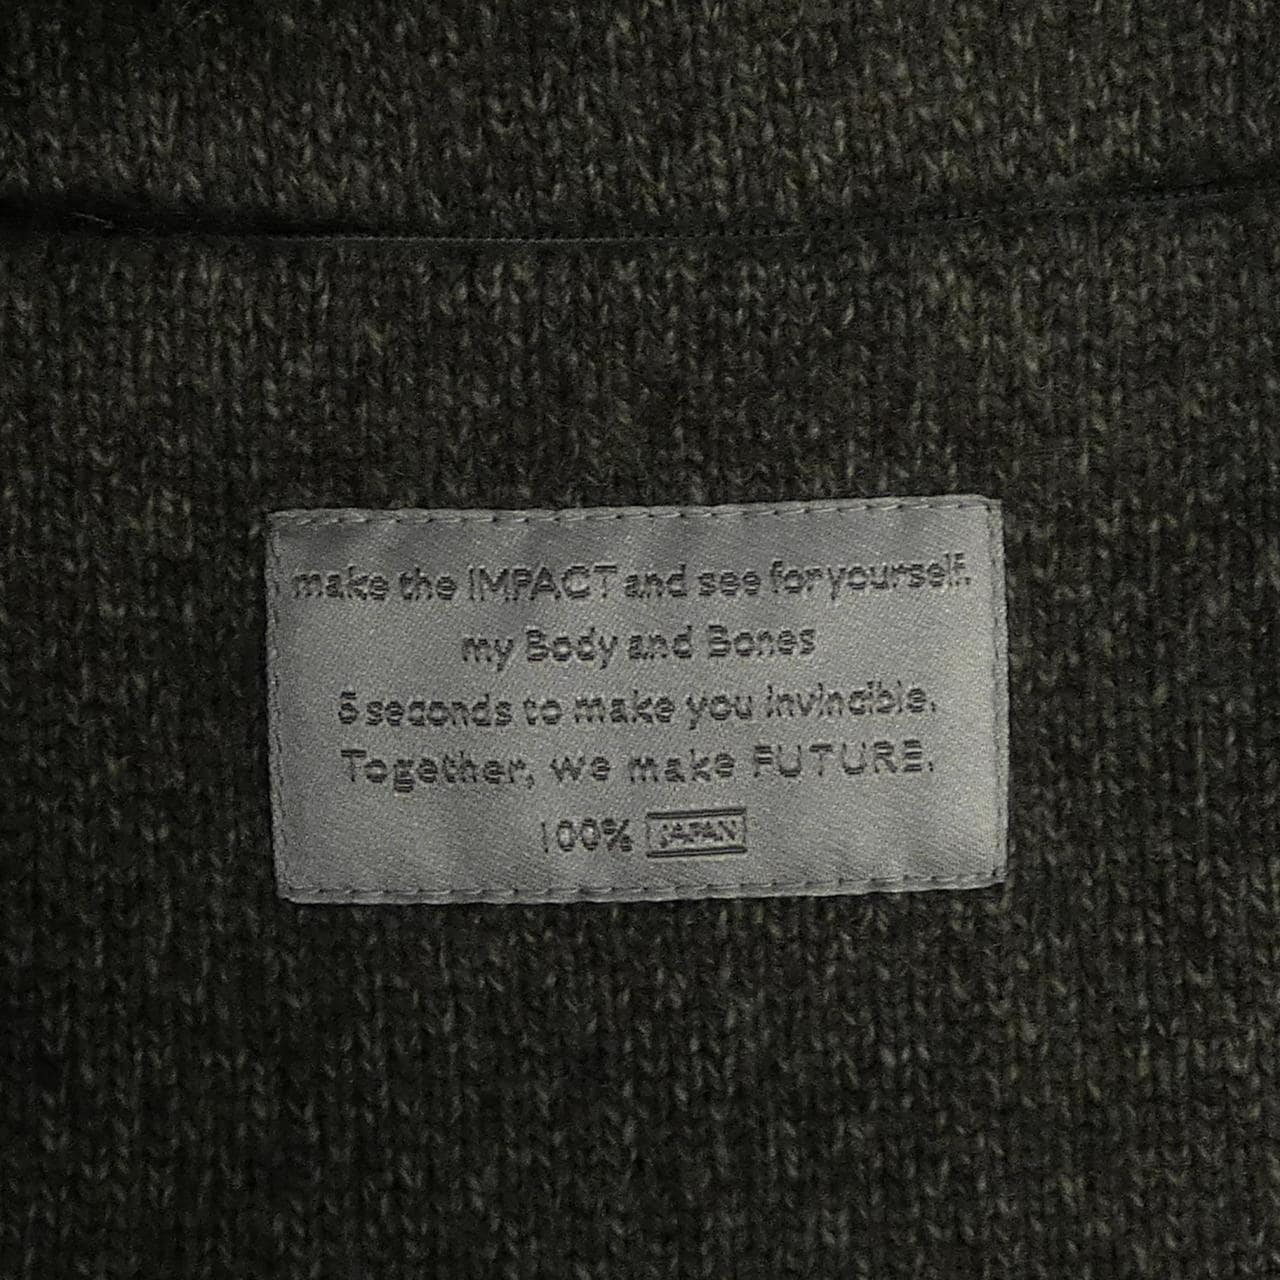 make the IMPACT and see for yourself.
my Body and Bones
6 seconds to make you invincible.
Together, we make FUTURE.
100% JAPAN